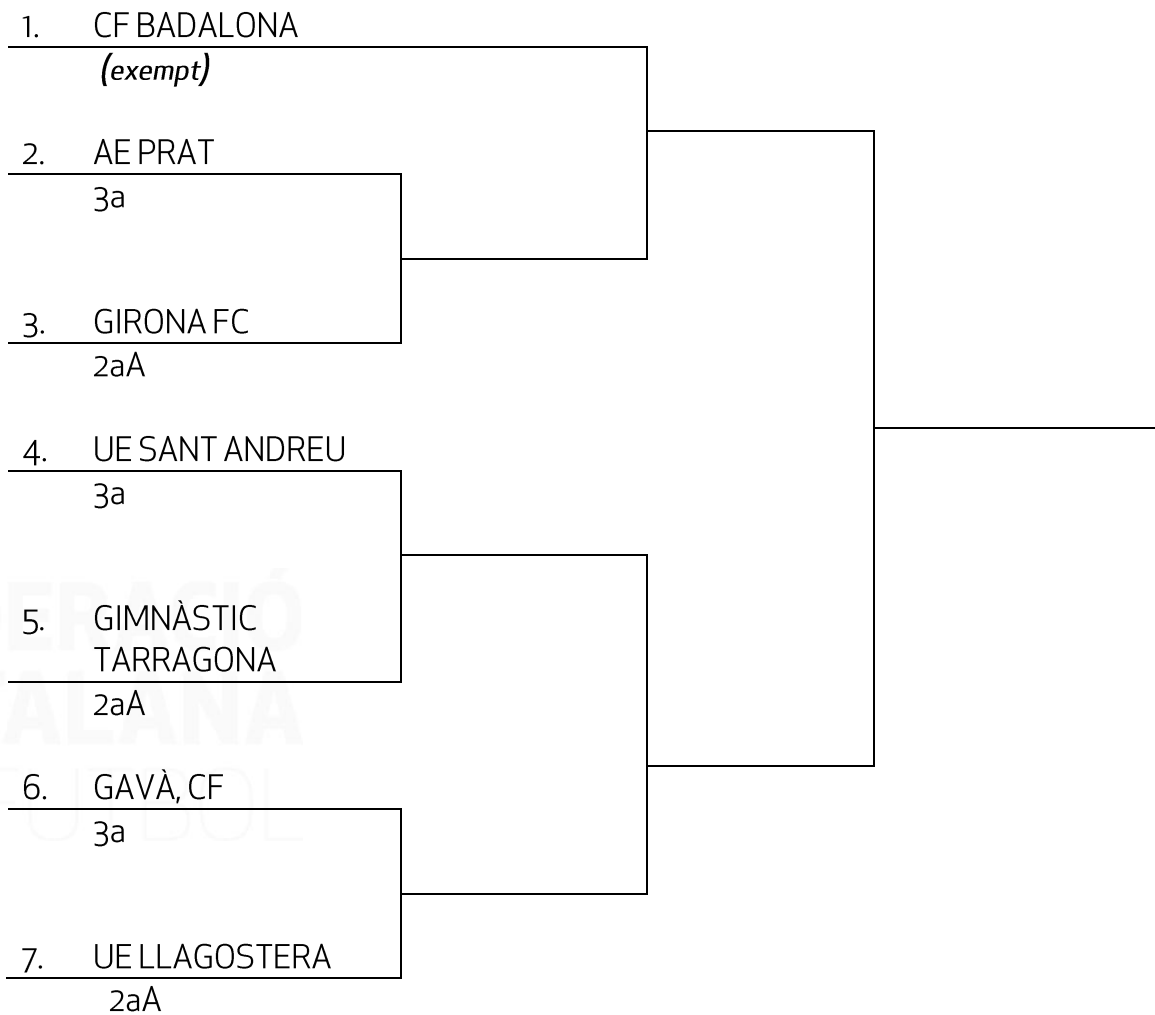 1. CF BADALONA
(exempt)
2. AE PRAT
3a
3. GIRONA FC
2aA
4. UE SANT ANDREU
3a
5. GIMNÀSTIC
TARRAGONA
2aA
6. GAVÀ, CF
3a
7. UE LLAGOSTERA
2aA